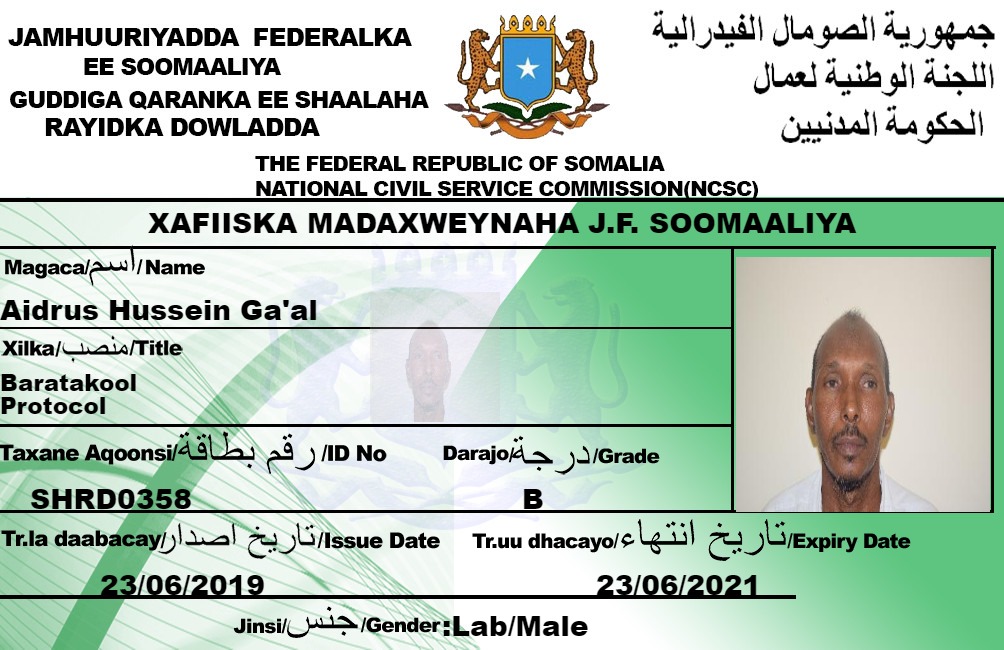 JAMHUURIYADDA FEDERALKA
EE SOOMAALIYA
GUDDIGA QARANKA EE SHAALAHA
RAYIDKA DOWLADDA
جمهورية الصومال الفيدرالية
اللجنة الوطنية لعمال
الحكومة المدنيين
THE FEDERAL REPUBLIC OF SOMALIA
NATIONAL CIVIL SERVICE COMMISSION(NCSC)
XAFIISKA MADAXWEYNAHA J.F. SOOMAALIYA
Magaca/اسم/Name
Aidrus Hussein Ga'al
Xilka/منصب/Title
Baratakool
Protocol
Taxane Aqoonsi/رقم بطاقة/ID No Darajo/درجة/Grade
SHRD0358 B
Tr.la daabacay/تاريخ اصدار/Issue Date Tr.uu dhacayo/تاريخ انتهاء/Expiry Date
23/06/2019 23/06/2021
Jinsi/جنس/Gender:Lab/Male